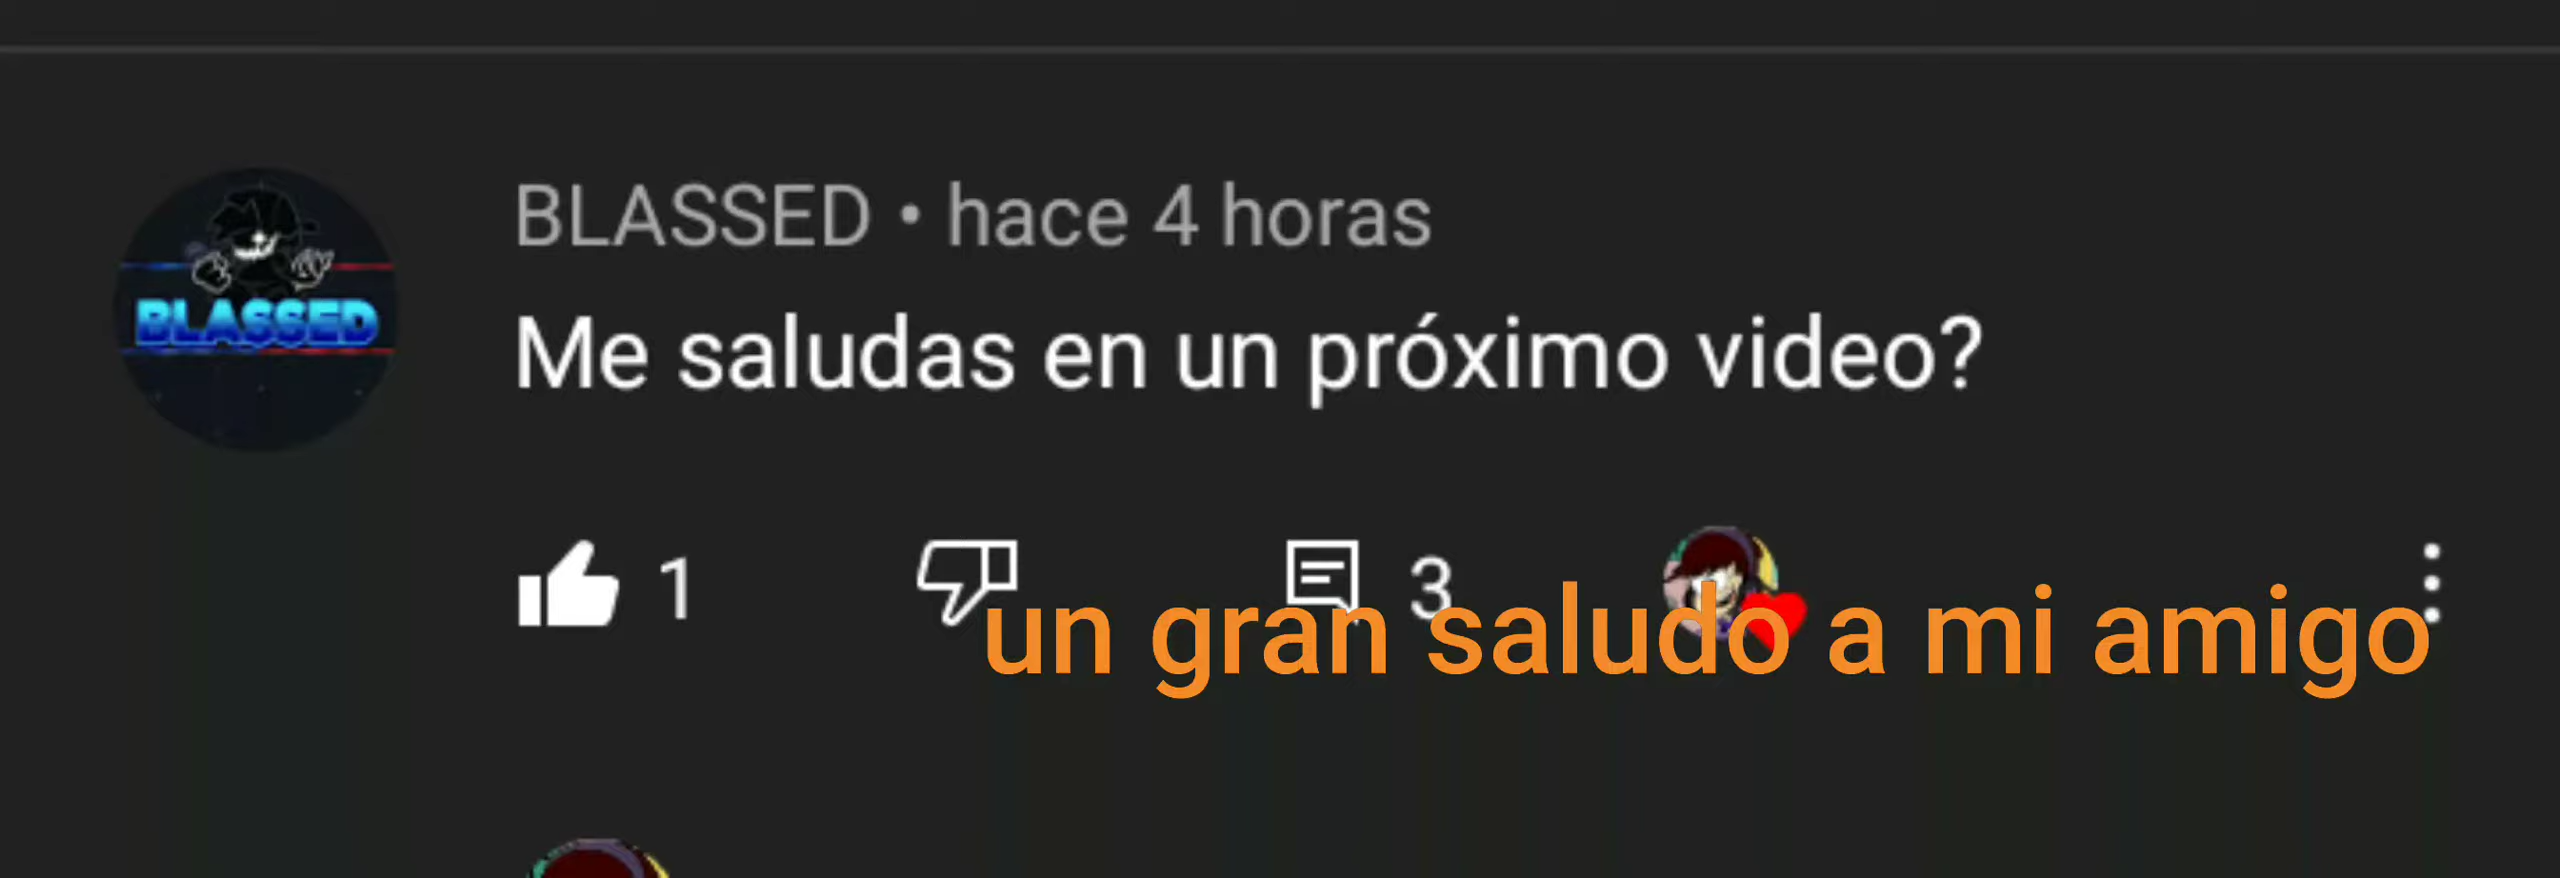 BLASSED • hace 4 horas
BLASSED
Me saludas en un próximo video?
1 3
un gran saludo a mi amigo